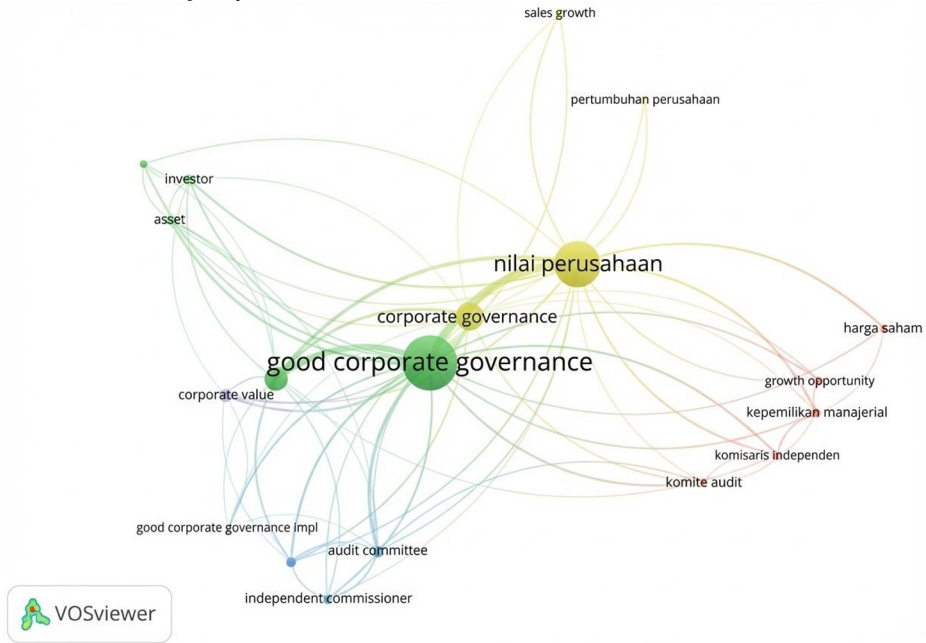 sales growth
pertumbuhan perusahaan
investor
asset
nilai perusahaan
corporate governance
harga saham
good corporate governance
growth opportunity
corporate value
kepemilikan manajerial
komisaris independen
komite audit
good corporate governance impl
audit committee
independent commissioner
VOSviewer